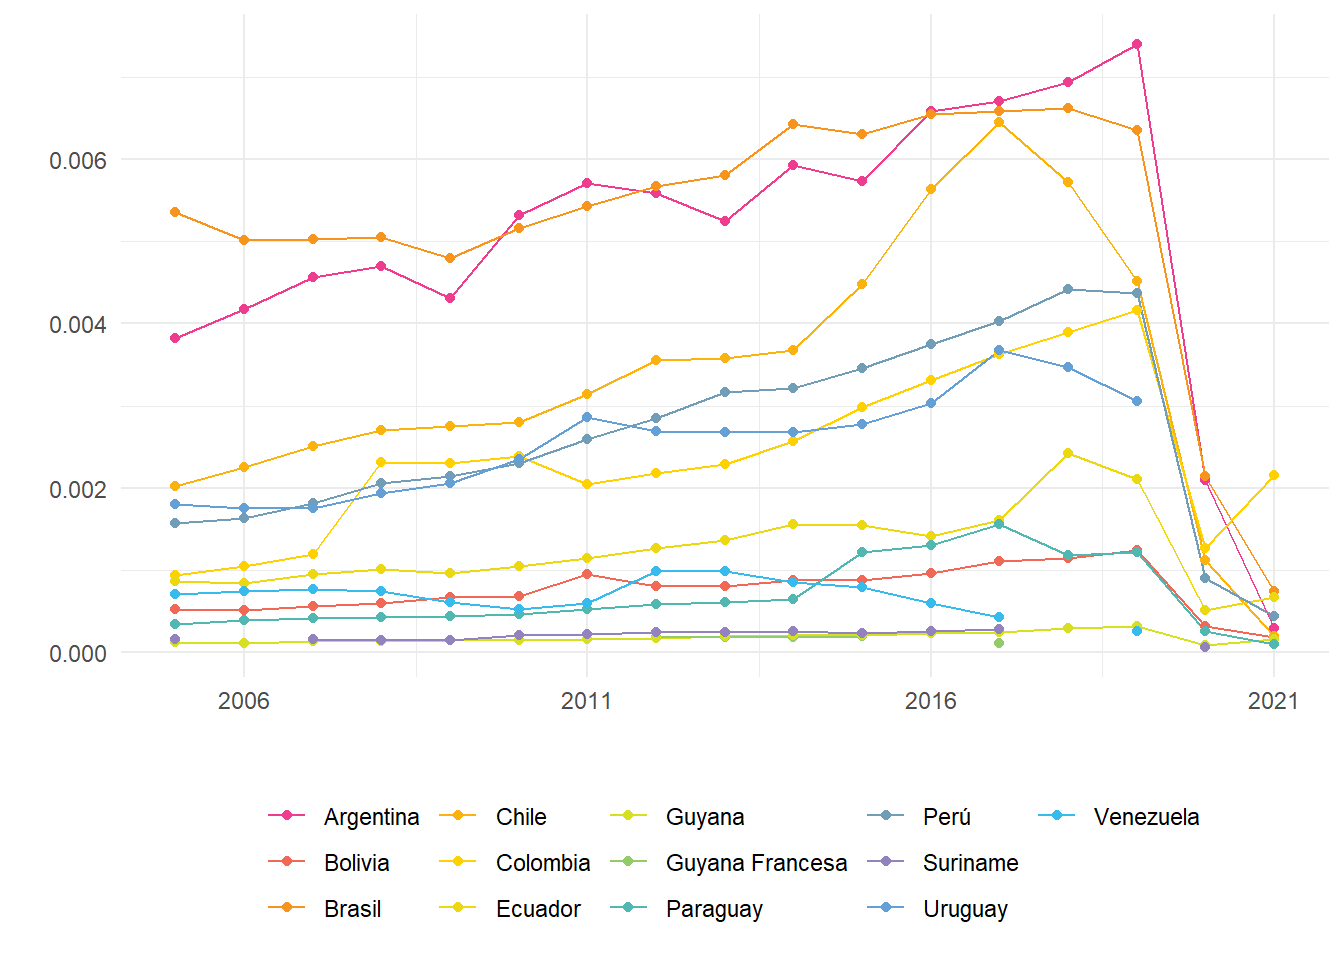 0.006
0.004
0.002
0.000
2006 2011 2016 2021
Argentina Chile Guyana Perú Venezuela
Bolivia Colombia Guyana Francesa Suriname
Brasil Ecuador Paraguay Uruguay